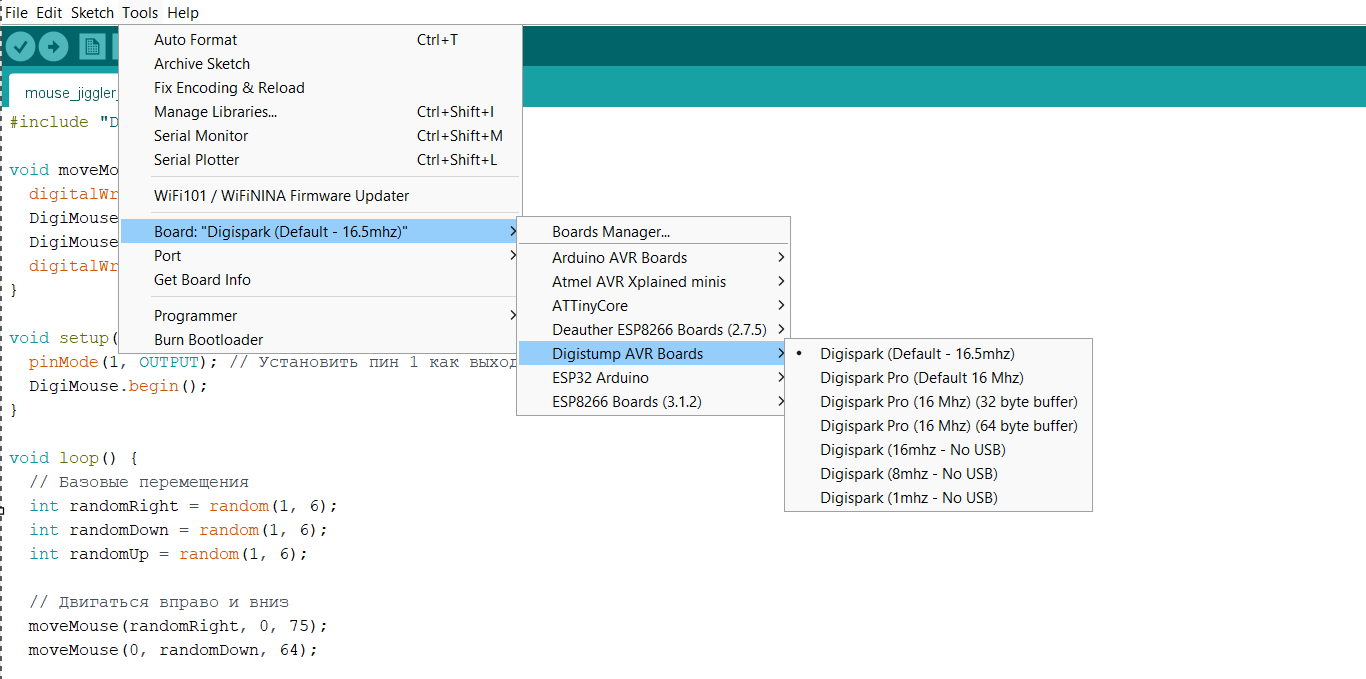 File Edit Sketch Tools Help
Auto Format Ctrl+T
Archive Sketch
Fix Encoding & Reload
Manage Libraries... Ctrl+Shift+I
Serial Monitor Ctrl+Shift+M
Serial Plotter Ctrl+Shift+L
WiFi101 / WiFiNINA Firmware Updater
Board: "Digispark (Default - 16.5mhz)"
Port
Get Board Info
Programmer
Burn Bootloader
Boards Manager...
Arduino AVR Boards
Atmel AVR Xplained minis
ATTinyCore
Deauther ESP8266 Boards (2.7.5)
Digistump AVR Boards
ESP32 Arduino
ESP8266 Boards (3.1.2)
Digispark (Default - 16.5mhz)
Digispark Pro (Default 16 Mhz)
Digispark Pro (16 Mhz) (32 byte buffer)
Digispark Pro (16 Mhz) (64 byte buffer)
Digispark (16mhz - No USB)
Digispark (8mhz - No USB)
Digispark (1mhz - No USB)
mouse_jiggler_
#include "D
void moveMo
digitalWr
DigiMouse
DigiMouse
digitalWr
}
void setup(
pinMode(1, OUTPUT); // Установить пин 1 как выход
DigiMouse.begin();
}
void loop() {
// Базовые перемещения
int randomRight = random(1, 6);
int randomDown = random(1, 6);
int randomUp = random(1, 6);
// Двигаться вправо и вниз
moveMouse(randomRight, 0, 75);
moveMouse(0, randomDown, 64);